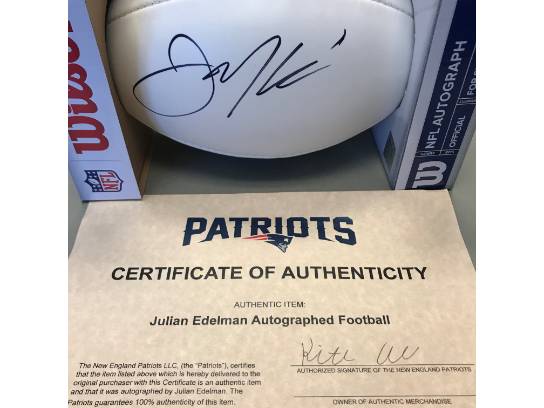 Wilson
NFL
NFL AUTOGRAPH
OFFICIAL
FOR
W
PATRIOTS
CERTIFICATE OF AUTHENTICITY
AUTHENTIC ITEM:
Julian Edelman Autographed Football
The New England Patriots LLC, (the "Patriots"), certifies
that the item listed above which is hereby delivered to the
original purchaser with this Certificate is an authentic item
and that it was autographed by Julian Edelman. The
Patriots guarantees 100% authenticity of this item.
AUTHORIZED SIGNATURE OF THE NEW ENGLAND PATRIOTS
OWNER OF AUTHENTIC MERCHANDISE